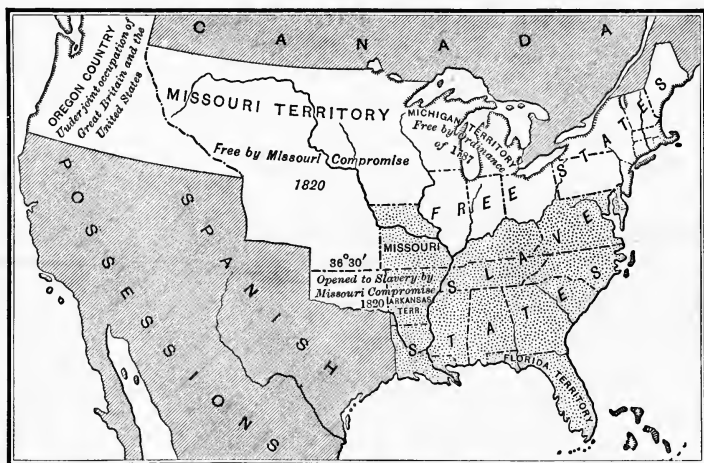 CANADA
OREGON COUNTRY
Under joint occupation of
Great Britain and the
United States
MISSOURI TERRITORY
Free by Missouri Compromise
1820
MICHIGAN TERRITORY
Free by Ordinance
of 1787
FREE STATES
SPANISH
POSSESSIONS
MISSOURI
36°30'
Opened to Slavery by
Missouri Compromise
1820
ARKANSAS
TERR.
SLAVE
STATES
FLORIDA TERRITORY